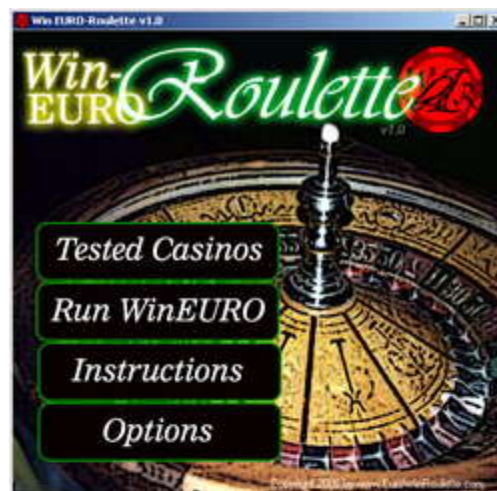 Win EURO-Roulette v1.0
Win-
EURO Roulette
v1.0
Tested Casinos
Run WinEURO
Instructions
Options